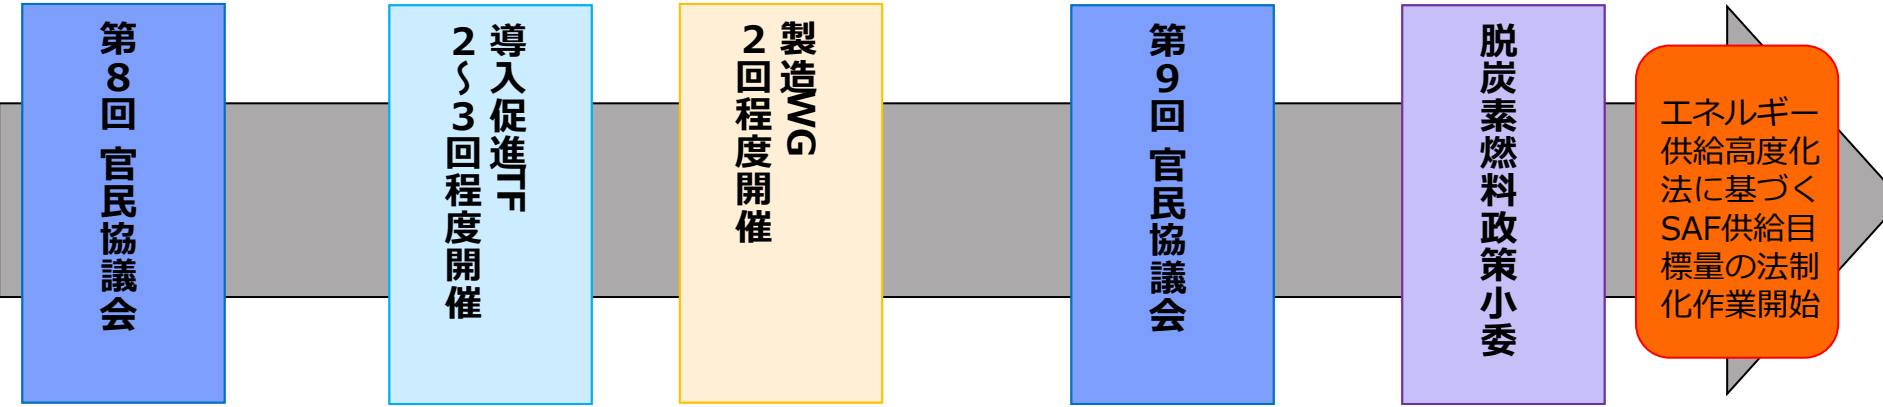 第８回 官民協議会
導入促進TF
２～３回程度開催
製造WG
２回程度開催
第９回 官民協議会
脱炭素燃料政策小委
エネルギー
供給高度化
法に基づく
SAF供給目
標量の法制
化作業開始